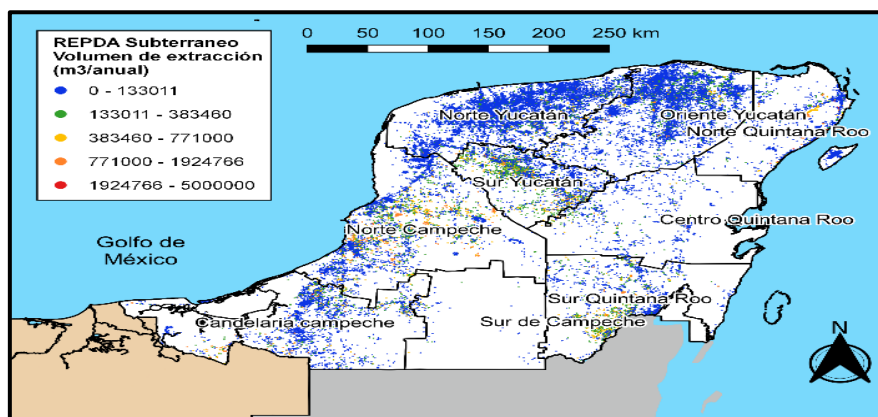 REPDA Subterraneo
Volumen de extracción
(m3/anual)
0 - 133011
133011 - 383460
383460 - 771000
771000 - 1924766
1924766 - 5000000
0 50 100 150 200 250 km
Norte Yucatán
Oriente Yucatán
Norte Quintana Roo
Sur Yucatán
Centro Quintana Roo
Norte Campeche
Golfo de
México
Sur Quintana Roo
Candelaria campeche
Sur de Campeche
N